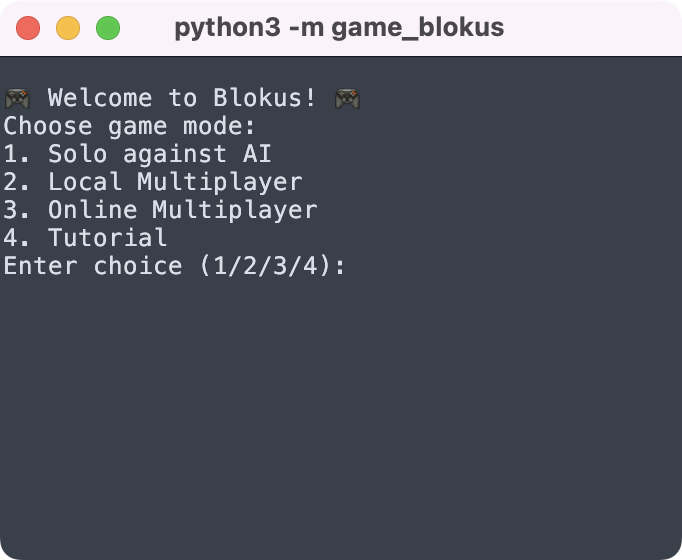 python3 -m game_blokus
🎮 Welcome to Blokus! 🎮
Choose game mode:
1. Solo against AI
2. Local Multiplayer
3. Online Multiplayer
4. Tutorial
Enter choice (1/2/3/4):